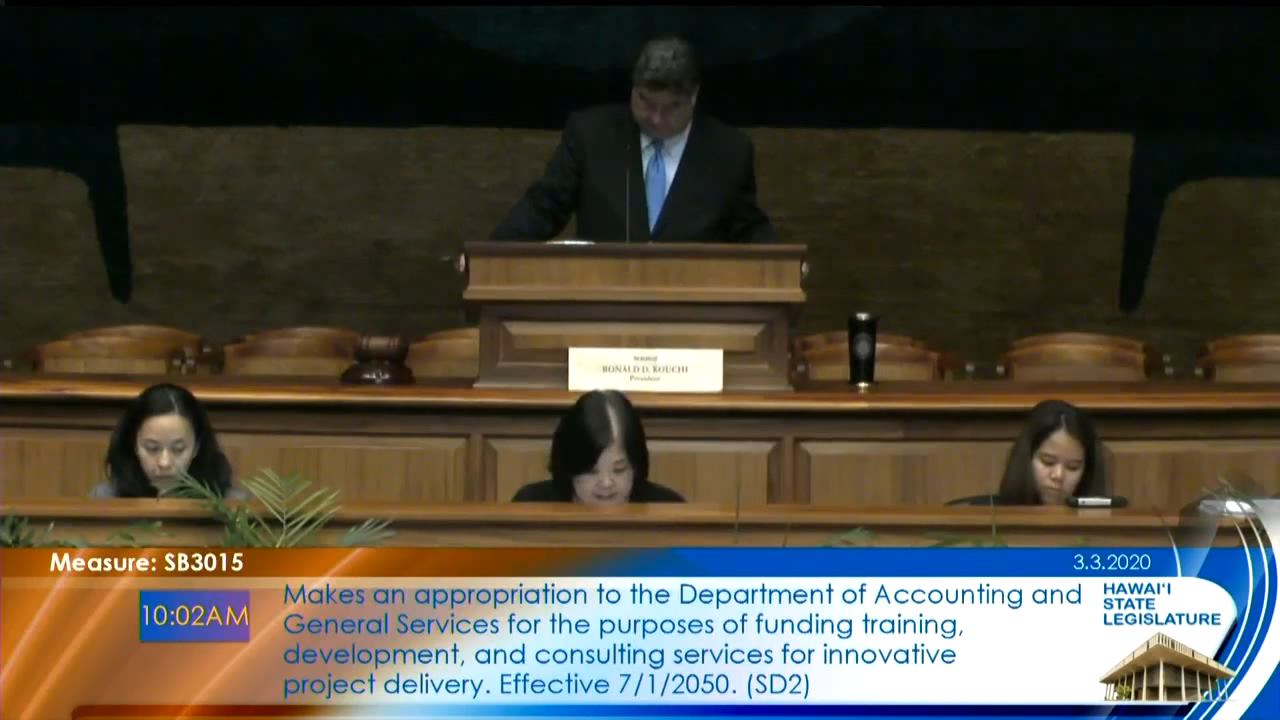 Senator
RONALD D. KOUCHI
President
Measure: SB3015
3.3.2020
10:02AM
Makes an appropriation to the Department of Accounting and
General Services for the purposes of funding training,
development, and consulting services for innovative
project delivery. Effective 7/1/2050. (SD2)
HAWAI‘I
STATE
LEGISLATURE